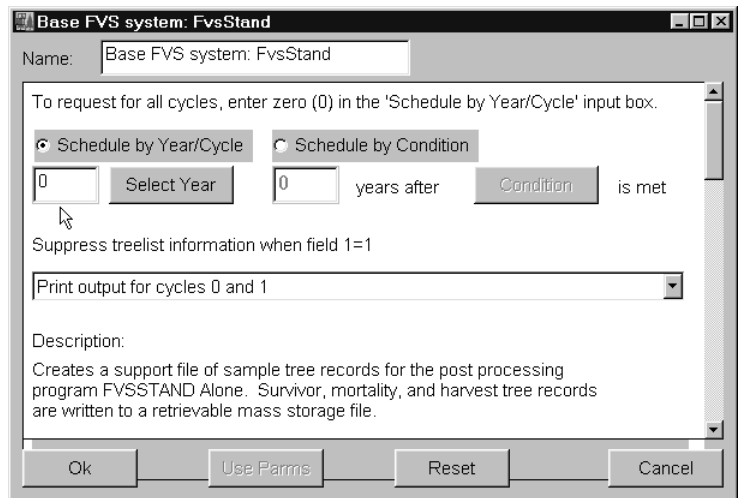 Base FVS system: FvsStand
Name: Base FVS system: FvsStand
To request for all cycles, enter zero (0) in the 'Schedule by Year/Cycle' input box.
Schedule by Year/Cycle Schedule by Condition
0 Select Year 0 years after Condition is met
Suppress treelist information when field 1=1
Print output for cycles 0 and 1
Description:
Creates a support file of sample tree records for the post processing
program FVSSTAND Alone. Survivor, mortality, and harvest tree records
are written to a retrievable mass storage file.
Ok Use Parms Reset Cancel